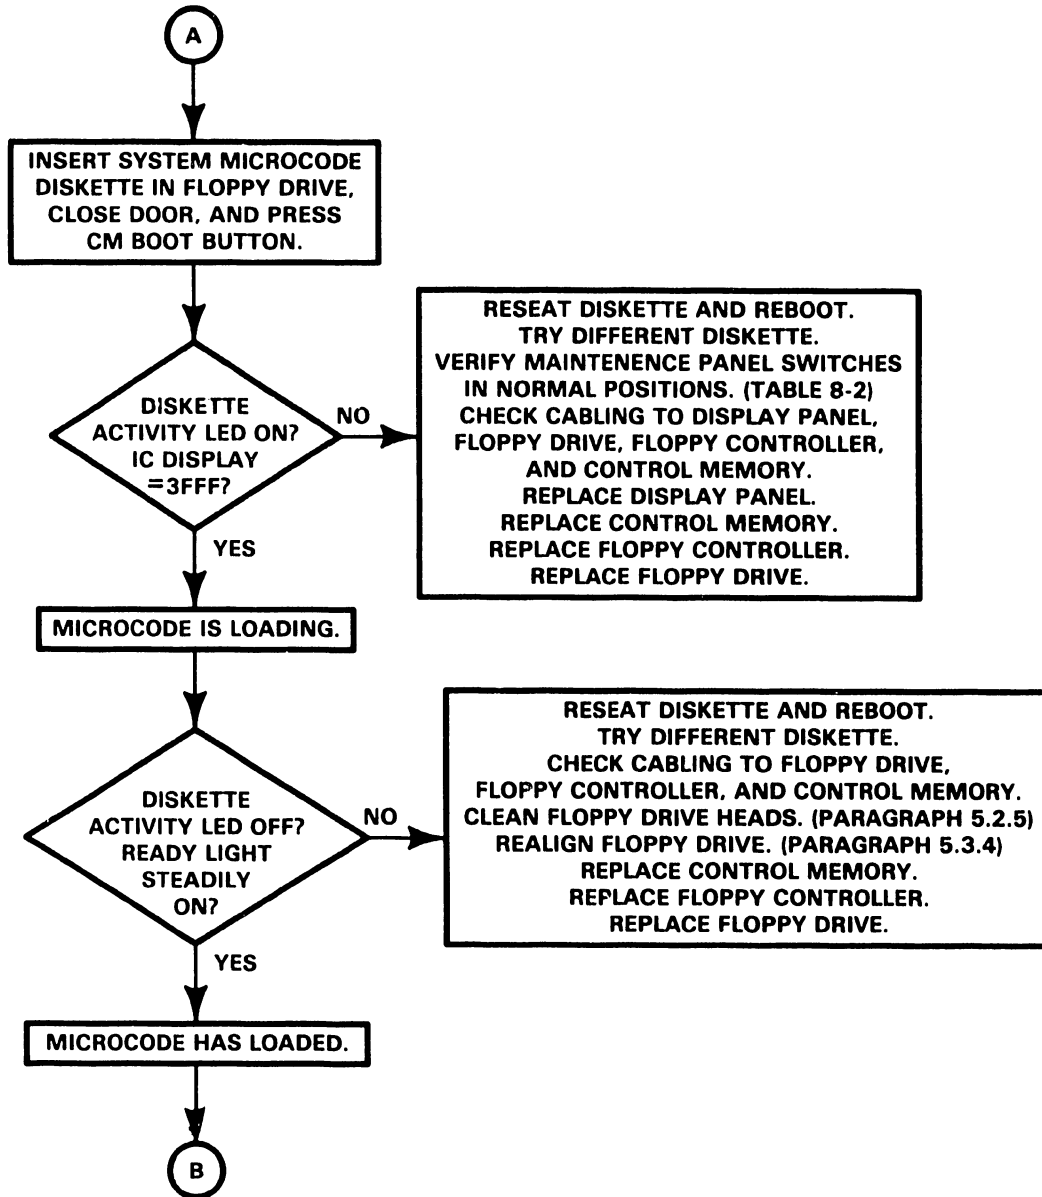 A
INSERT SYSTEM MICROCODE
DISKETTE IN FLOPPY DRIVE,
CLOSE DOOR, AND PRESS
CM BOOT BUTTON.
DISKETTE
ACTIVITY LED ON?
IC DISPLAY
=3FFF?
NO
YES
RESEAT DISKETTE AND REBOOT.
TRY DIFFERENT DISKETTE.
VERIFY MAINTENENCE PANEL SWITCHES
IN NORMAL POSITIONS. (TABLE 8-2)
CHECK CABLING TO DISPLAY PANEL,
FLOPPY DRIVE, FLOPPY CONTROLLER,
AND CONTROL MEMORY.
REPLACE DISPLAY PANEL.
REPLACE CONTROL MEMORY.
REPLACE FLOPPY CONTROLLER.
REPLACE FLOPPY DRIVE.
MICROCODE IS LOADING.
DISKETTE
ACTIVITY LED OFF?
READY LIGHT
STEADILY
ON?
NO
YES
RESEAT DISKETTE AND REBOOT.
TRY DIFFERENT DISKETTE.
CHECK CABLING TO FLOPPY DRIVE,
FLOPPY CONTROLLER, AND CONTROL MEMORY.
CLEAN FLOPPY DRIVE HEADS. (PARAGRAPH 5.2.5)
REALIGN FLOPPY DRIVE. (PARAGRAPH 5.3.4)
REPLACE CONTROL MEMORY.
REPLACE FLOPPY CONTROLLER.
REPLACE FLOPPY DRIVE.
MICROCODE HAS LOADED.
B